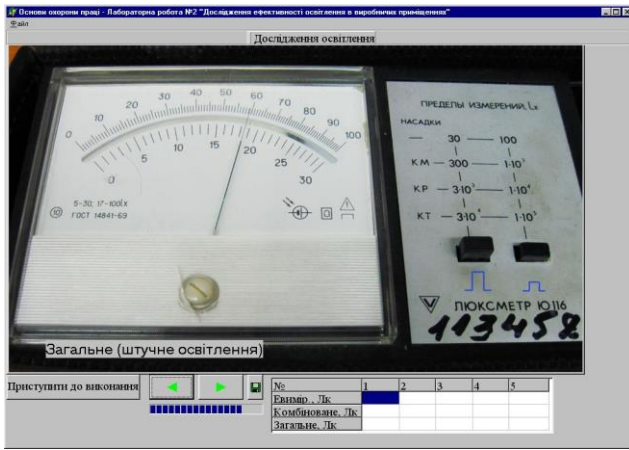 Основи охорони праці - Лабораторна робота №2 "Дослідження ефективності освітлення в виробничих приміщеннях"
Файл
Дослідження освітлення
0 10 20 30 40 50 60 70 80 90 100
0 5 10 15 20 25 30
5-30; 17-100LX
10 ГОСТ 14841-69
ПРЕДЕЛЫ ИЗМЕРЕНИЙ, Lx
НАСАДКИ
— 30 — 100
КМ — 300 — 1·10³
КР — 3·10³ — 1·10⁴
КТ — 3·10⁴ — 1·10⁵
ЛЮКСМЕТР Ю116
113458
Загальне (штучне освітлення)
Приступити до виконання
№ 1 2 3 4 5
Евимір., Лк
Комбіноване, Лк
Загальне, Лк